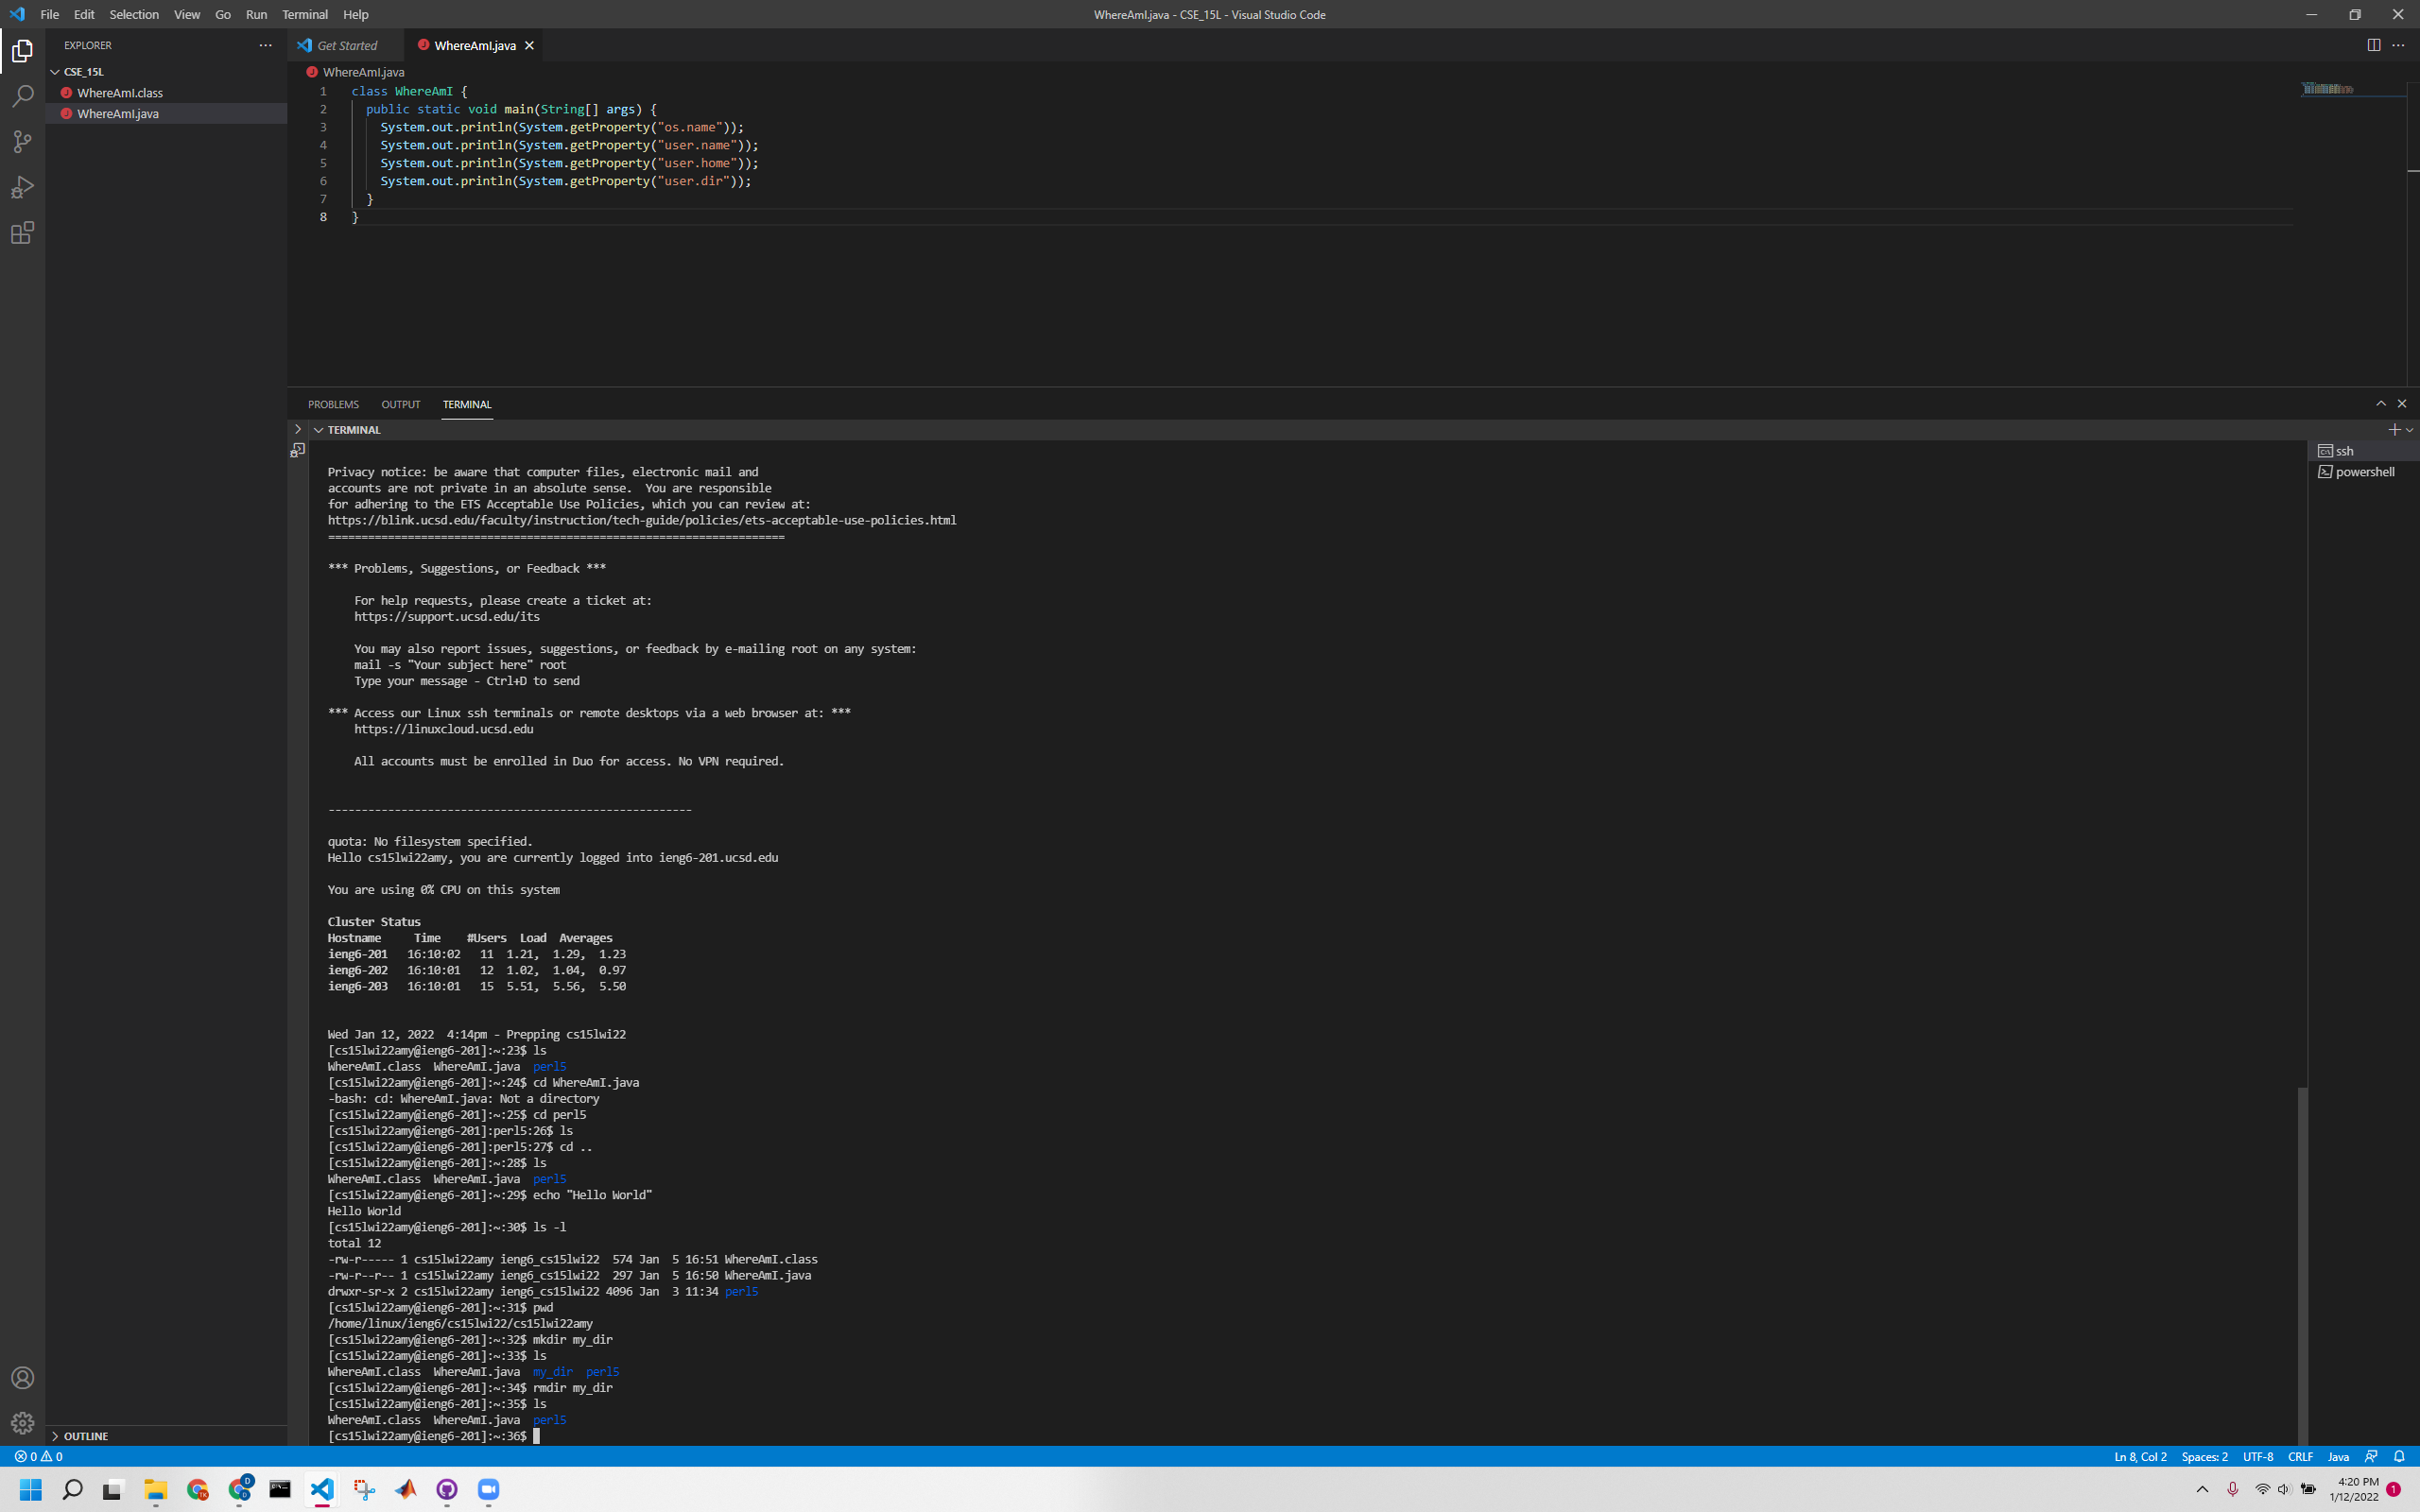 File Edit Selection View Go Run Terminal Help
WhereAmI.java - CSE_15L - Visual Studio Code
EXPLORER
CSE_15L
WhereAmI.class
WhereAmI.java
OUTLINE
Get Started
WhereAmI.java
WhereAmI.java
1 class WhereAmI {
2 public static void main(String[] args) {
3 System.out.println(System.getProperty("os.name"));
4 System.out.println(System.getProperty("user.name"));
5 System.out.println(System.getProperty("user.home"));
6 System.out.println(System.getProperty("user.dir"));
7 }
8 }
PROBLEMS OUTPUT TERMINAL
TERMINAL
ssh
powershell
Privacy notice: be aware that computer files, electronic mail and
accounts are not private in an absolute sense.  You are responsible
for adhering to the ETS Acceptable Use Policies, which you can review at:
https://blink.ucsd.edu/faculty/instruction/tech-guide/policies/ets-acceptable-use-policies.html
=====================================================================
*** Problems, Suggestions, or Feedback ***
For help requests, please create a ticket at:
https://support.ucsd.edu/its
You may also report issues, suggestions, or feedback by e-mailing root on any system:
mail -s "Your subject here" root
Type your message - Ctrl+D to send
*** Access our Linux ssh terminals or remote desktops via a web browser at: ***
https://linuxcloud.ucsd.edu
All accounts must be enrolled in Duo for access. No VPN required.
-------------------------------------------------------
quota: No filesystem specified.
Hello cs15lwi22amy, you are currently logged into ieng6-201.ucsd.edu
You are using 0% CPU on this system
Cluster Status
Hostname     Time    #Users  Load  Averages
ieng6-201   16:10:02   11  1.21,  1.29,  1.23
ieng6-202   16:10:01   12  1.02,  1.04,  0.97
ieng6-203   16:10:01   15  5.51,  5.56,  5.50
Wed Jan 12, 2022  4:14pm - Prepping cs15lwi22
[cs15lwi22amy@ieng6-201]:~:23$ ls
WhereAmI.class  WhereAmI.java  perl5
[cs15lwi22amy@ieng6-201]:~:24$ cd WhereAmI.java
-bash: cd: WhereAmI.java: Not a directory
[cs15lwi22amy@ieng6-201]:~:25$ cd perl5
[cs15lwi22amy@ieng6-201]:perl5:26$ ls
[cs15lwi22amy@ieng6-201]:perl5:27$ cd ..
[cs15lwi22amy@ieng6-201]:~:28$ ls
WhereAmI.class  WhereAmI.java  perl5
[cs15lwi22amy@ieng6-201]:~:29$ echo "Hello World"
Hello World
[cs15lwi22amy@ieng6-201]:~:30$ ls -l
total 12
-rw-r----- 1 cs15lwi22amy ieng6_cs15lwi22  574 Jan  5 16:51 WhereAmI.class
-rw-r--r-- 1 cs15lwi22amy ieng6_cs15lwi22  297 Jan  5 16:50 WhereAmI.java
drwxr-sr-x 2 cs15lwi22amy ieng6_cs15lwi22 4096 Jan  3 11:34 perl5
[cs15lwi22amy@ieng6-201]:~:31$ pwd
/home/linux/ieng6/cs15lwi22/cs15lwi22amy
[cs15lwi22amy@ieng6-201]:~:32$ mkdir my_dir
[cs15lwi22amy@ieng6-201]:~:33$ ls
WhereAmI.class  WhereAmI.java  my_dir  perl5
[cs15lwi22amy@ieng6-201]:~:34$ rmdir my_dir
[cs15lwi22amy@ieng6-201]:~:35$ ls
WhereAmI.class  WhereAmI.java  perl5
[cs15lwi22amy@ieng6-201]:~:36$
0 0
Ln 8, Col 2 Spaces: 2 UTF-8 CRLF Java
4:20 PM
1/12/2022
1